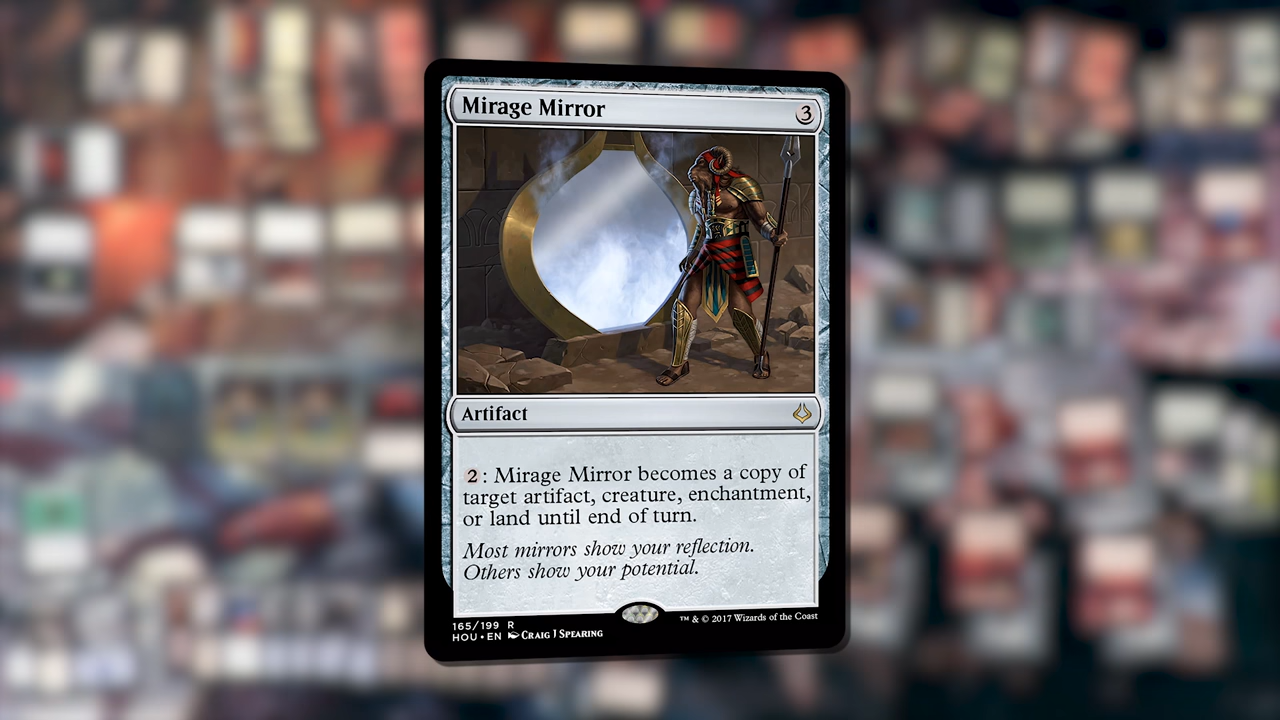 Mirage Mirror 3
Artifact
2: Mirage Mirror becomes a copy of
target artifact, creature, enchantment,
or land until end of turn.
Most mirrors show your reflection.
Others show your potential.
165/199 R
HOU • EN Craig J Spearing
™ & © 2017 Wizards of the Coast